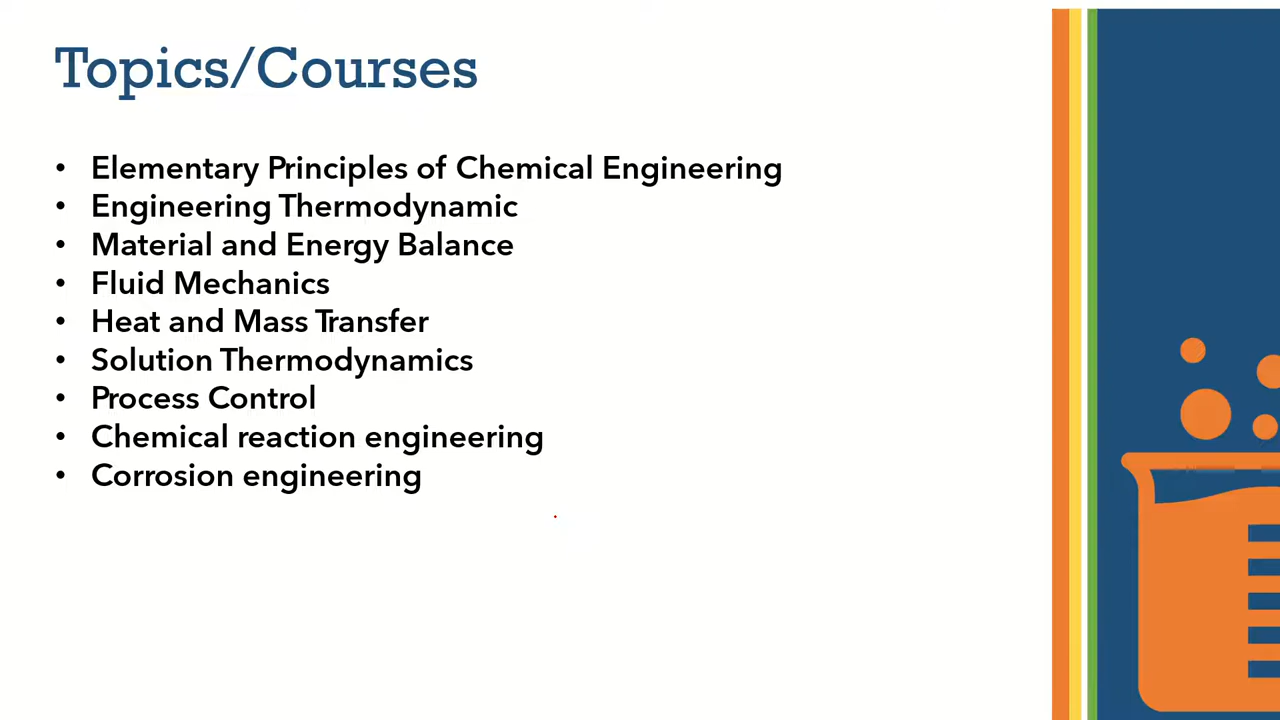 Topics/Courses
• Elementary Principles of Chemical Engineering
• Engineering Thermodynamic
• Material and Energy Balance
• Fluid Mechanics
• Heat and Mass Transfer
• Solution Thermodynamics
• Process Control
• Chemical reaction engineering
• Corrosion engineering